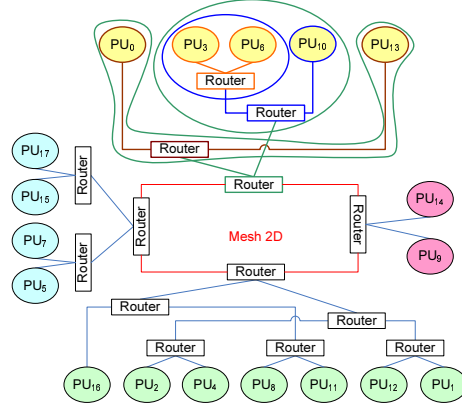 PU0 PU3 PU6 PU10 PU13
Router
Router
Router
Router
PU17
Router
PU15
PU7
Router
PU5
Router
Mesh 2D
Router
PU14
PU9
Router
Router
Router
Router Router Router
PU16 PU2 PU4 PU8 PU11 PU12 PU1